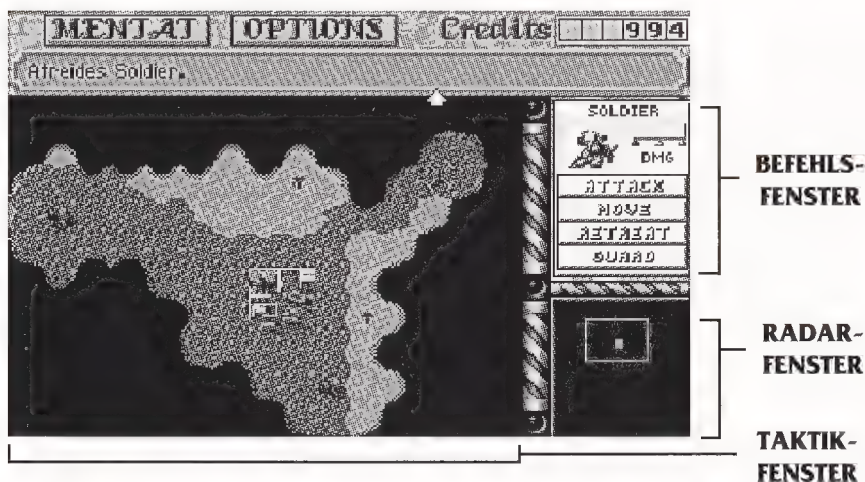 MENTAT OPTIONS Credits 994
Atreides Soldier.
SOLDIER
DMG
ATTACK
MOVE
RETREAT
GUARD
BEFEHLS-
FENSTER
RADAR-
FENSTER
TAKTIK-
FENSTER